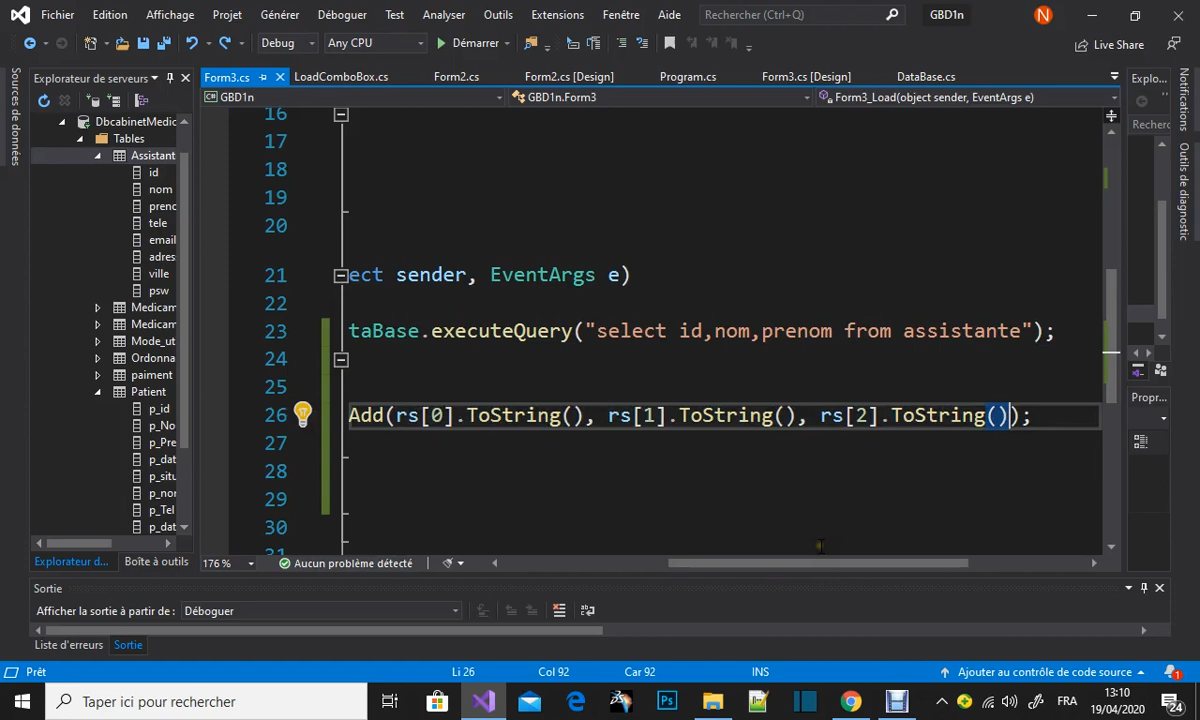 Fichier Edition Affichage Projet Générer Déboguer Test Analyser Outils Extensions Fenêtre Aide Rechercher (Ctrl+Q) GBD1n N
Debug Any CPU Démarrer Live Share
Sources de données
Explorateur de serveurs
Form3.cs LoadComboBox.cs Form2.cs Form2.cs [Design] Program.cs Form3.cs [Design] DataBase.cs
Explo...
GBD1n GBD1n.Form3 Form3_Load(object sender, EventArgs e)
Recherc
Notifications
Outils de diagnostic
DbcabinetMedic
Tables
Assistant
id
nom
preno
tele
email
adres
ville
psw
Medicam
Medicam
Mode_ut
Ordonna
paiment
Patient
p_id
p_No
p_Pre
p_dat
p_situ
p_nor
p_Tel
p_dat
16
17
18
19
20
21 ect sender, EventArgs e)
22
23 taBase.executeQuery("select id,nom,prenom from assistante");
24
25
26 Add(rs[0].ToString(), rs[1].ToString(), rs[2].ToString());
27
28
29
30
31
Propr...
Explorateur d... Boîte à outils
176 % Aucun problème détecté
Sortie
Afficher la sortie à partir de : Déboguer
Liste d'erreurs Sortie
Prêt Li 26 Col 92 Car 92 INS Ajouter au contrôle de code source 1
Taper ici pour rechercher Ps FRA 13:10
19/04/2020 24